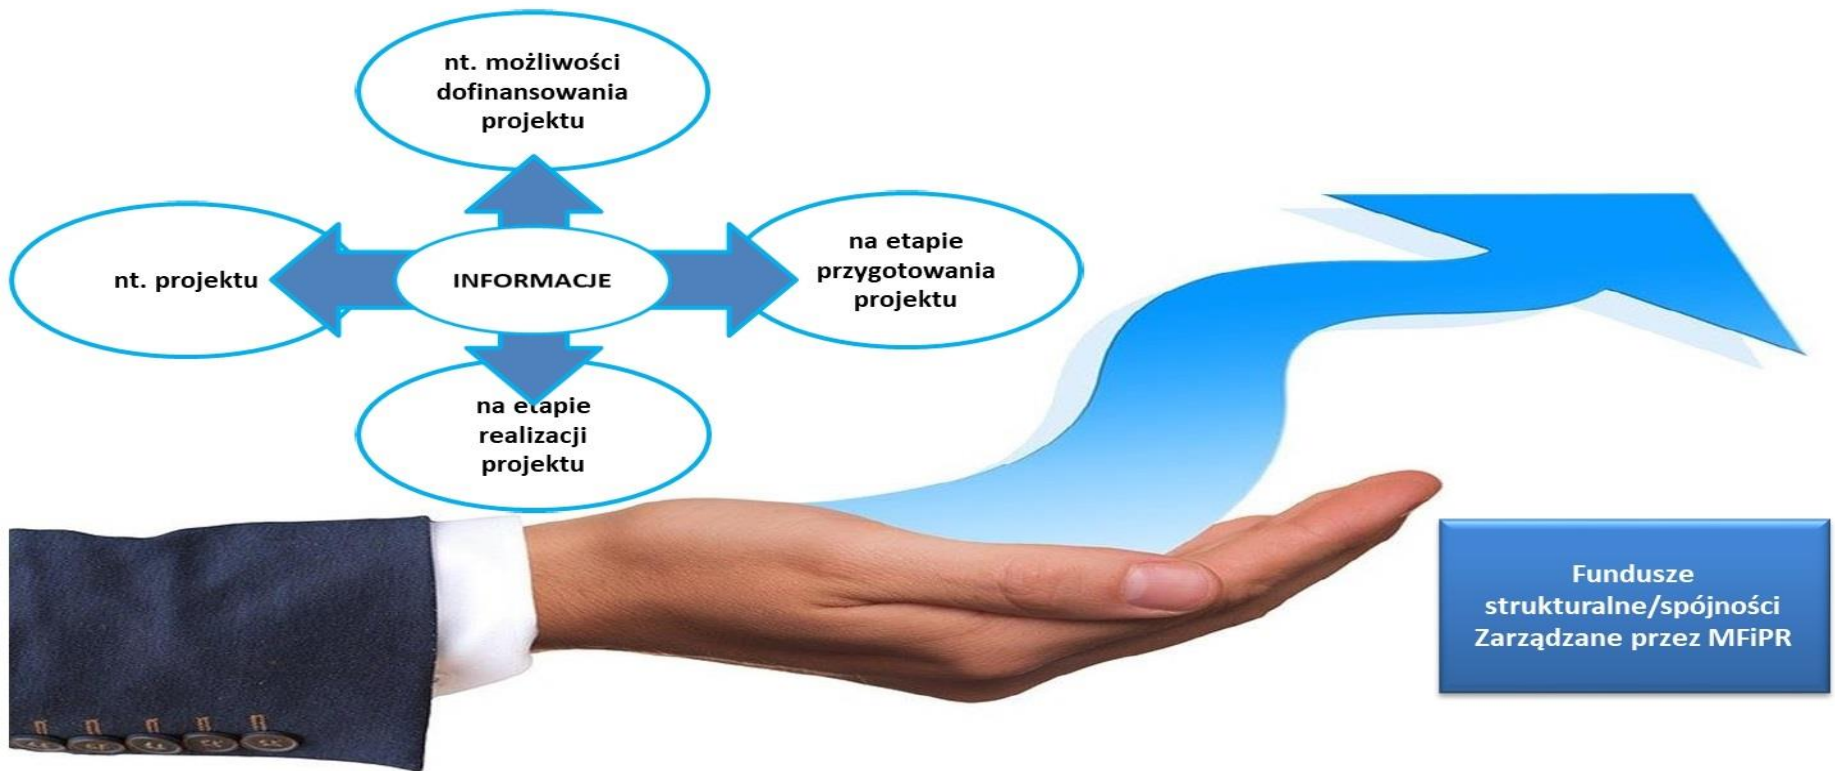 nt. możliwości
dofinansowania
projektu
nt. projektu
INFORMACJE
na etapie
przygotowania
projektu
na etapie
realizacji
projektu
Fundusze
strukturalne/spójności
Zarządzane przez MFiPR